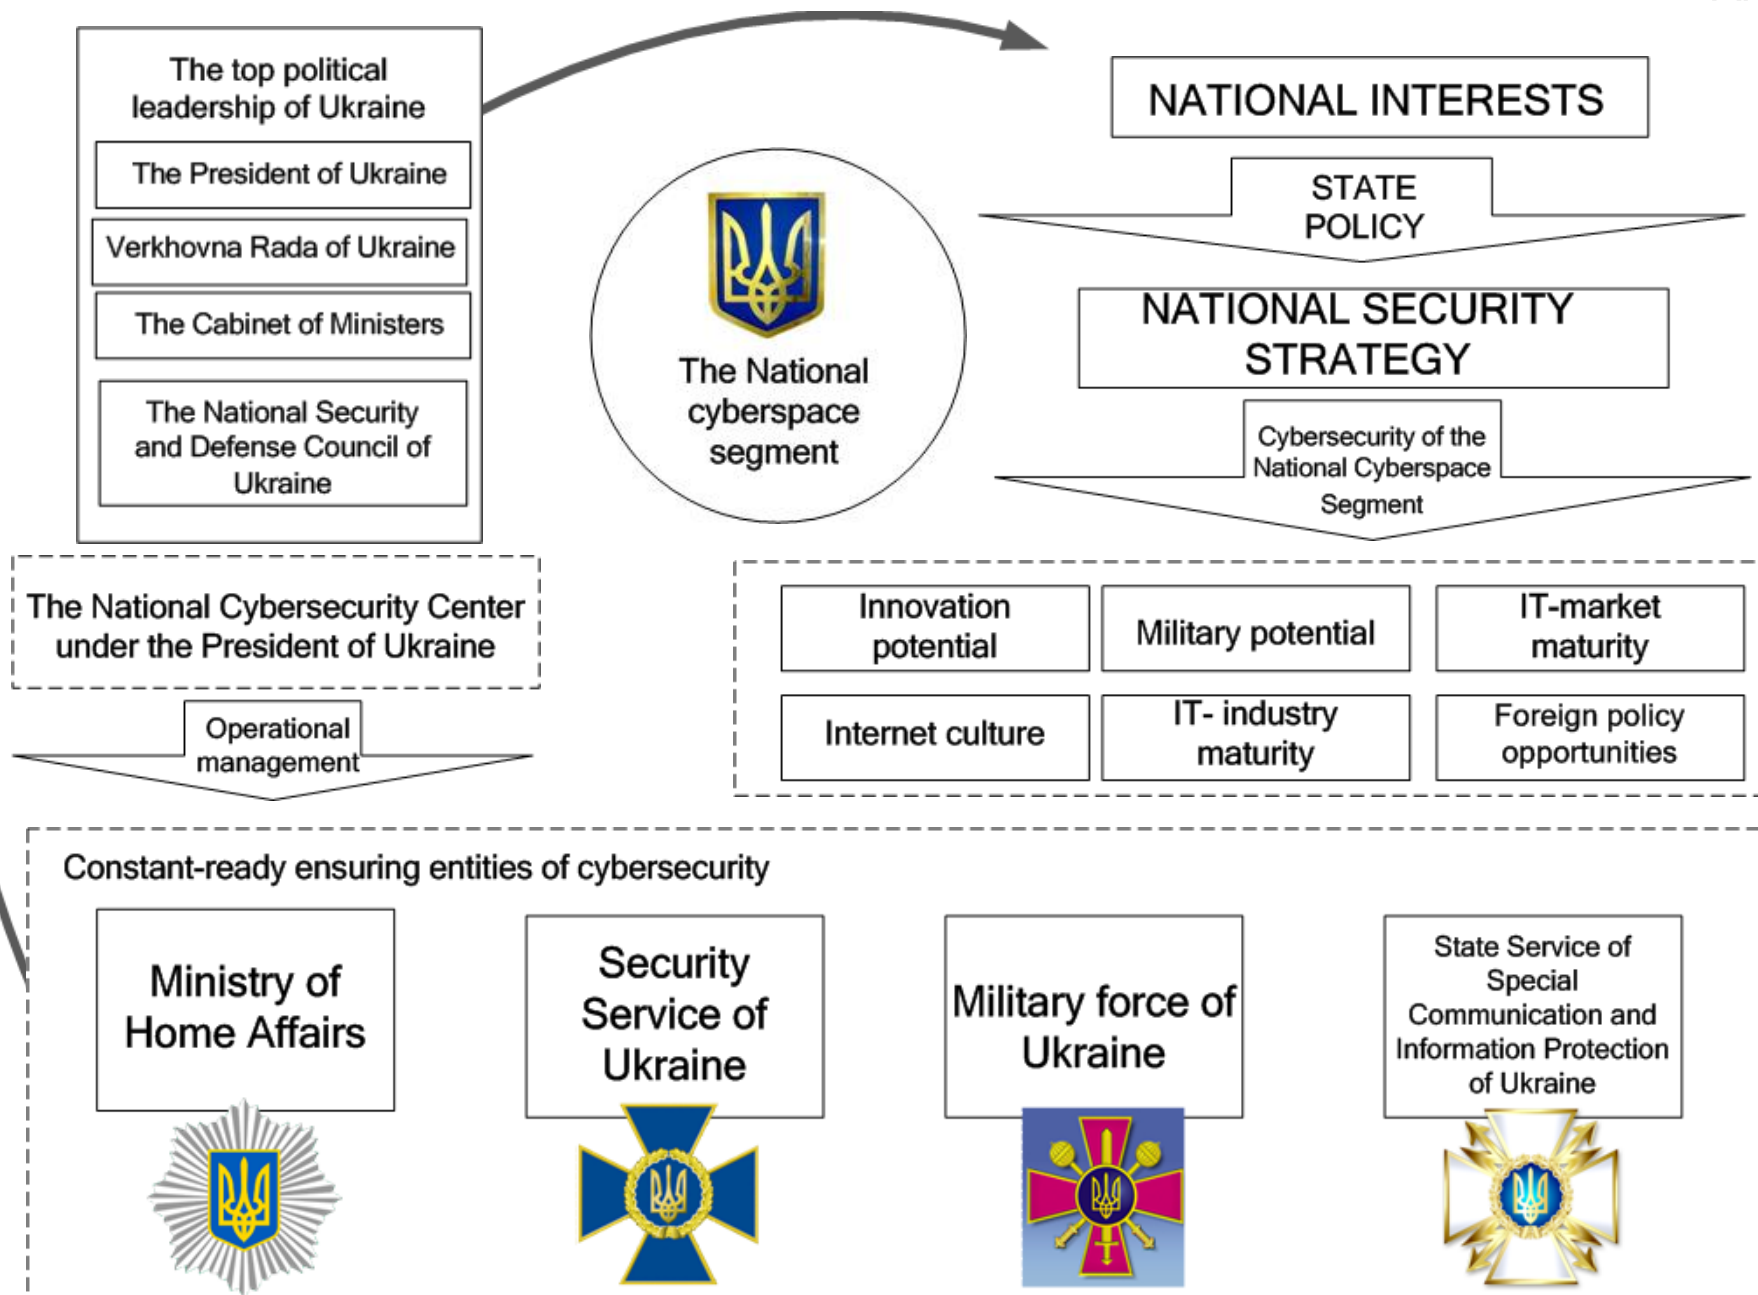 The top political
leadership of Ukraine
The President of Ukraine
Verkhovna Rada of Ukraine
The Cabinet of Ministers
The National Security
and Defense Council of
Ukraine
The National Cybersecurity Center
under the President of Ukraine
Operational
management
The National
cyberspace
segment
NATIONAL INTERESTS
STATE
POLICY
NATIONAL SECURITY
STRATEGY
Cybersecurity of the
National Cyberspace
Segment
Innovation
potential
Military potential
IT-market
maturity
Internet culture
IT- industry
maturity
Foreign policy
opportunities
Constant-ready ensuring entities of cybersecurity
Ministry of
Home Affairs
Security
Service of
Ukraine
Military force of
Ukraine
State Service of
Special
Communication and
Information Protection
of Ukraine